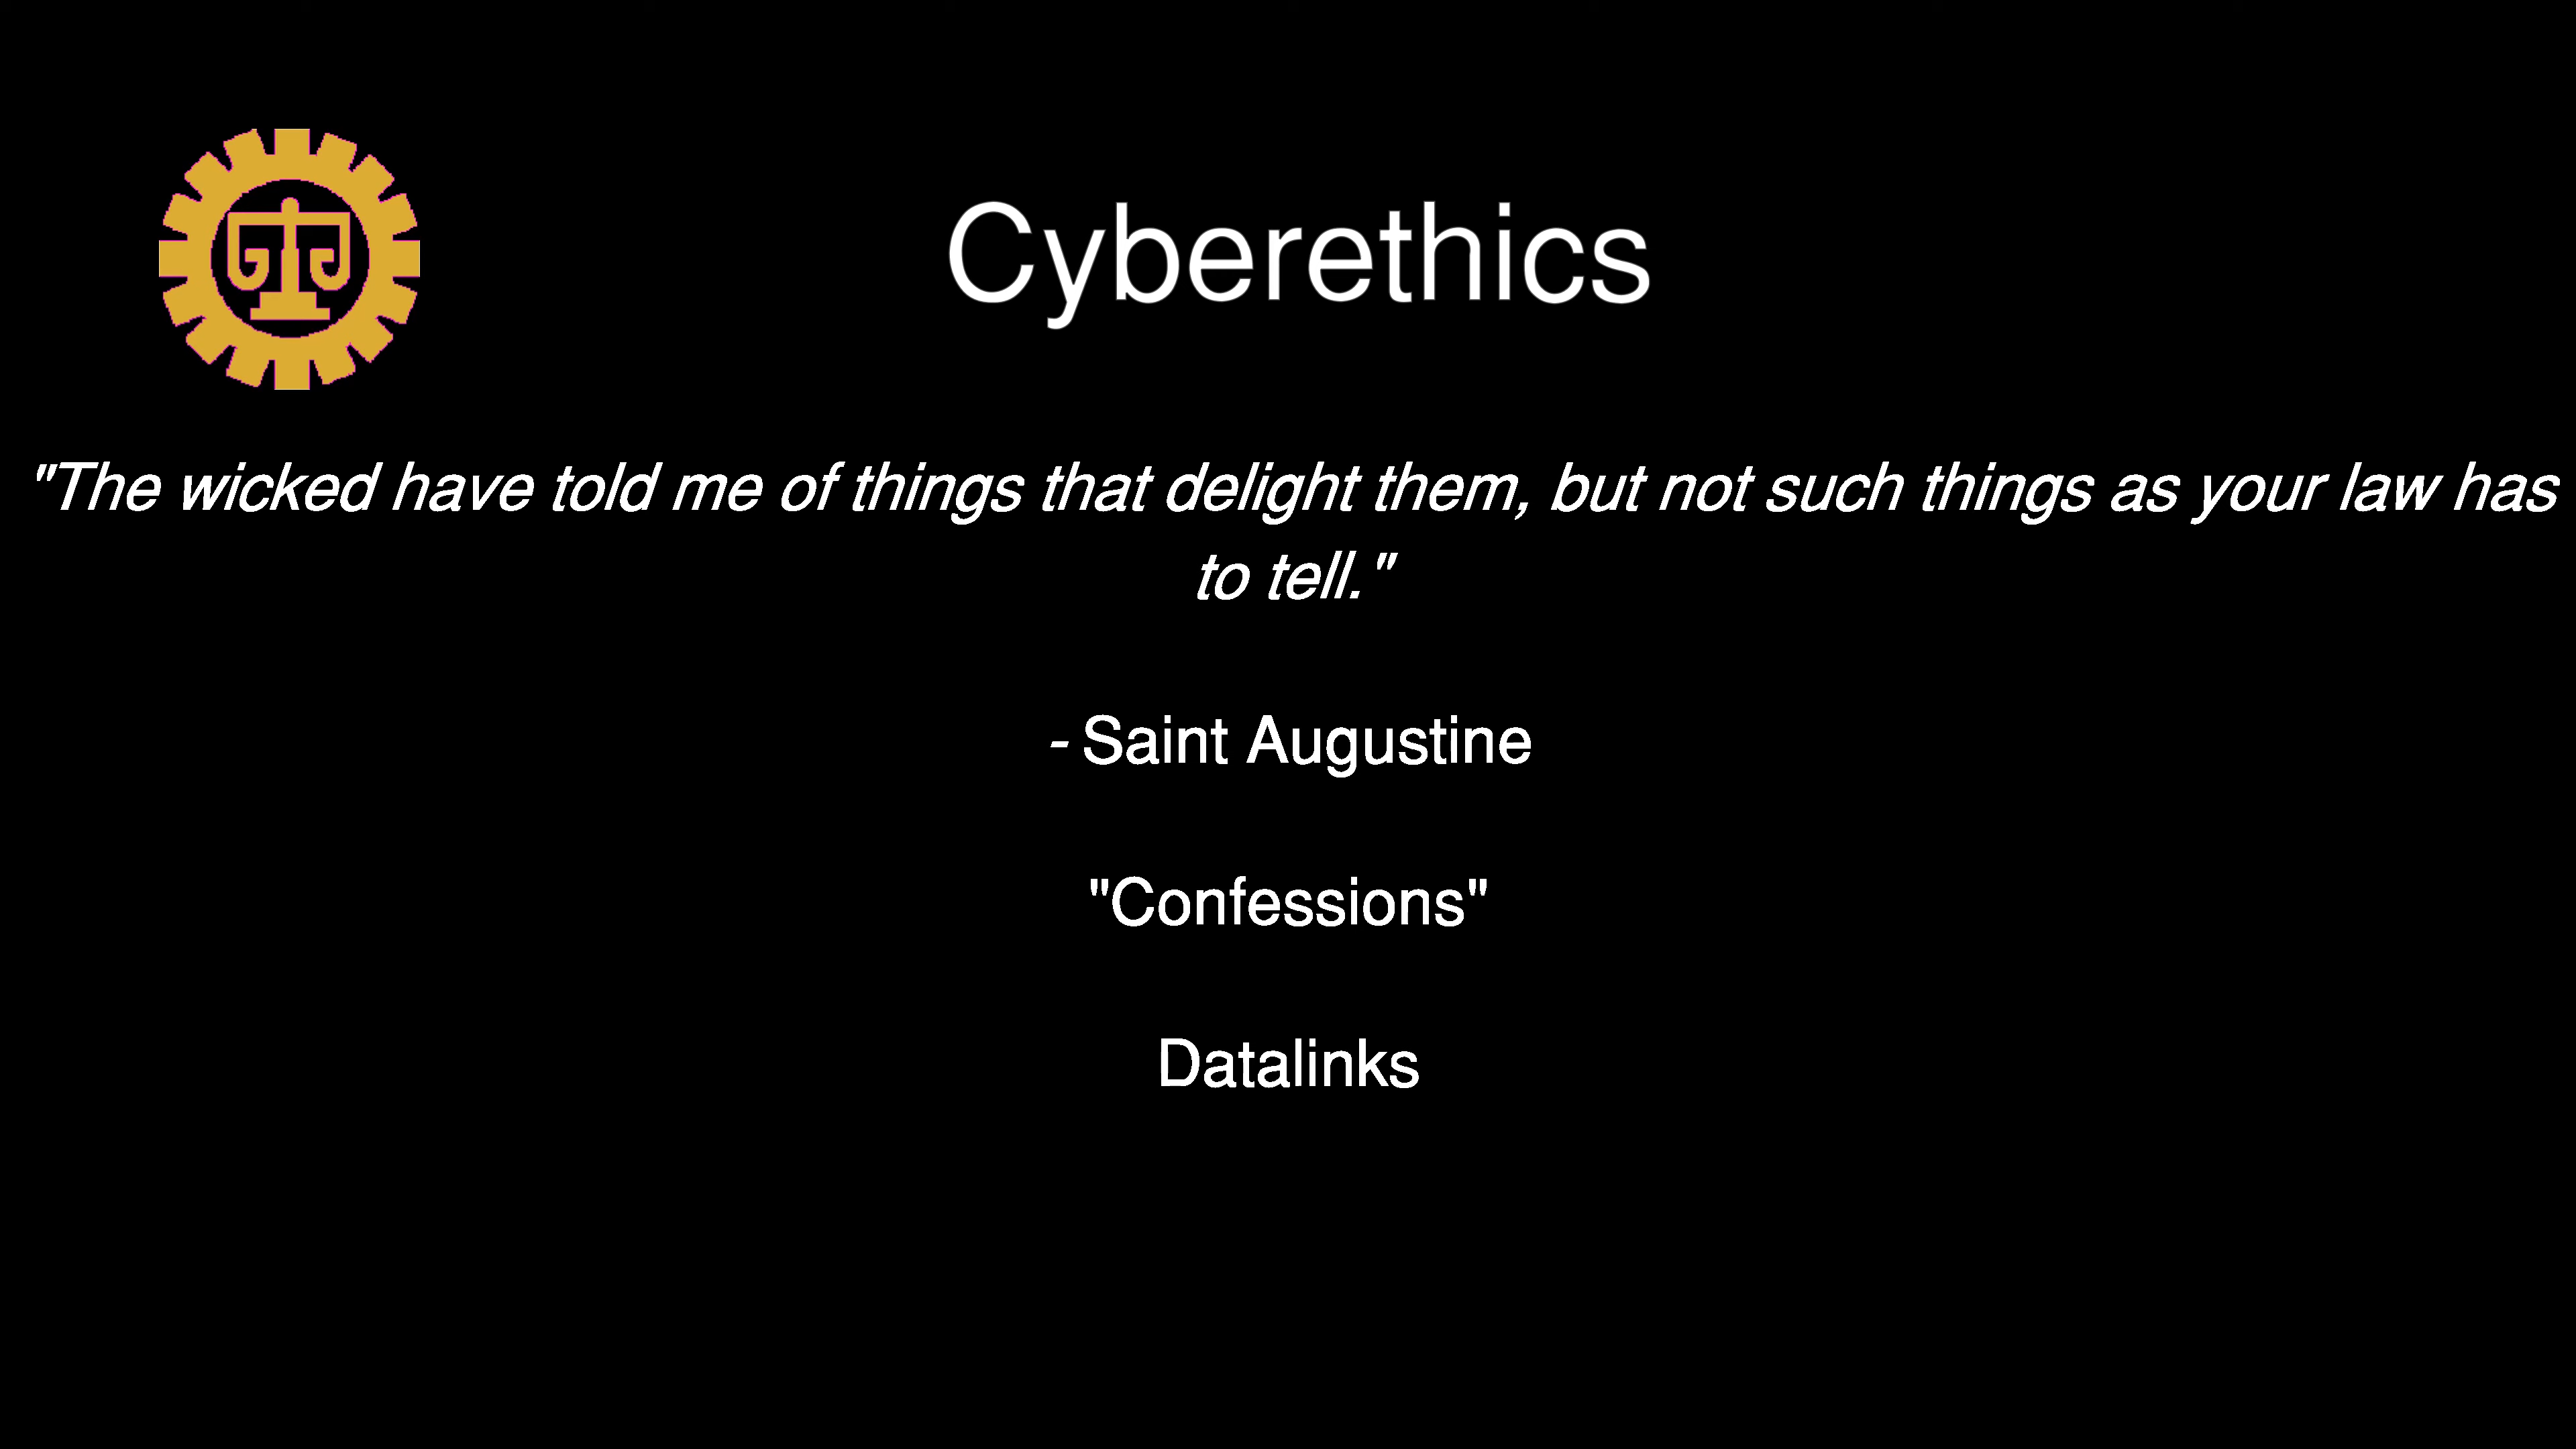 Cyberethics
"The wicked have told me of things that delight them, but not such things as your law has
to tell."
- Saint Augustine
"Confessions"
Datalinks